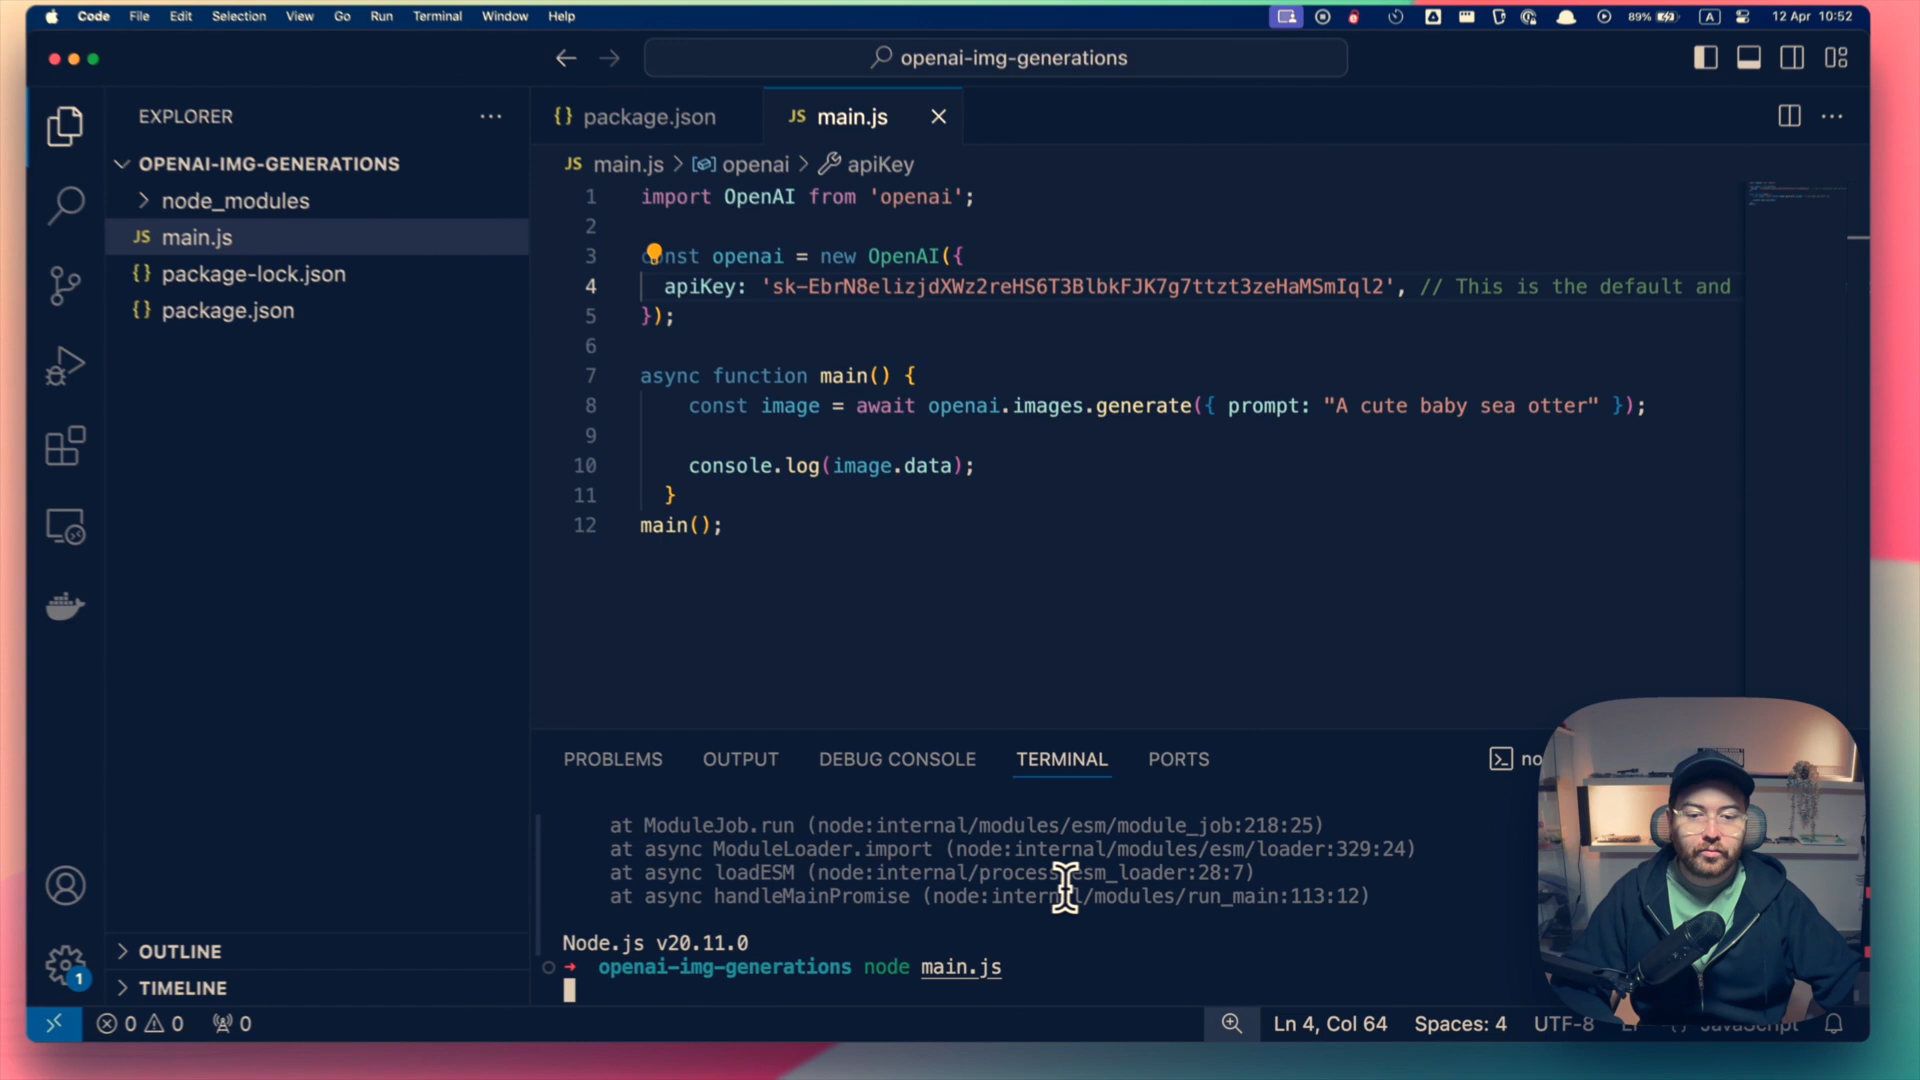 Code File Edit Selection View Go Run Terminal Window Help
89% A 12 Apr 10:52
openai-img-generations
EXPLORER
OPENAI-IMG-GENERATIONS
node_modules
JS main.js
{} package-lock.json
{} package.json
OUTLINE
TIMELINE
{} package.json
JS main.js
JS main.js > openai > apiKey
1 import OpenAI from 'openai';
2
3 const openai = new OpenAI({
4 apiKey: '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', // This is the default and
5 });
6
7 async function main() {
8 const image = await openai.images.generate({ prompt: "A cute baby sea otter" });
9
10 console.log(image.data);
11 }
12 main();
PROBLEMS OUTPUT DEBUG CONSOLE TERMINAL PORTS
at ModuleJob.run (node:internal/modules/esm/module_job:218:25)
at async ModuleLoader.import (node:internal/modules/esm/loader:329:24)
at async loadESM (node:internal/process/esm_loader:28:7)
at async handleMainPromise (node:internal/modules/run_main:113:12)
Node.js v20.11.0
→ openai-img-generations node main.js
1
0 0 0
Ln 4, Col 64 Spaces: 4 UTF-8